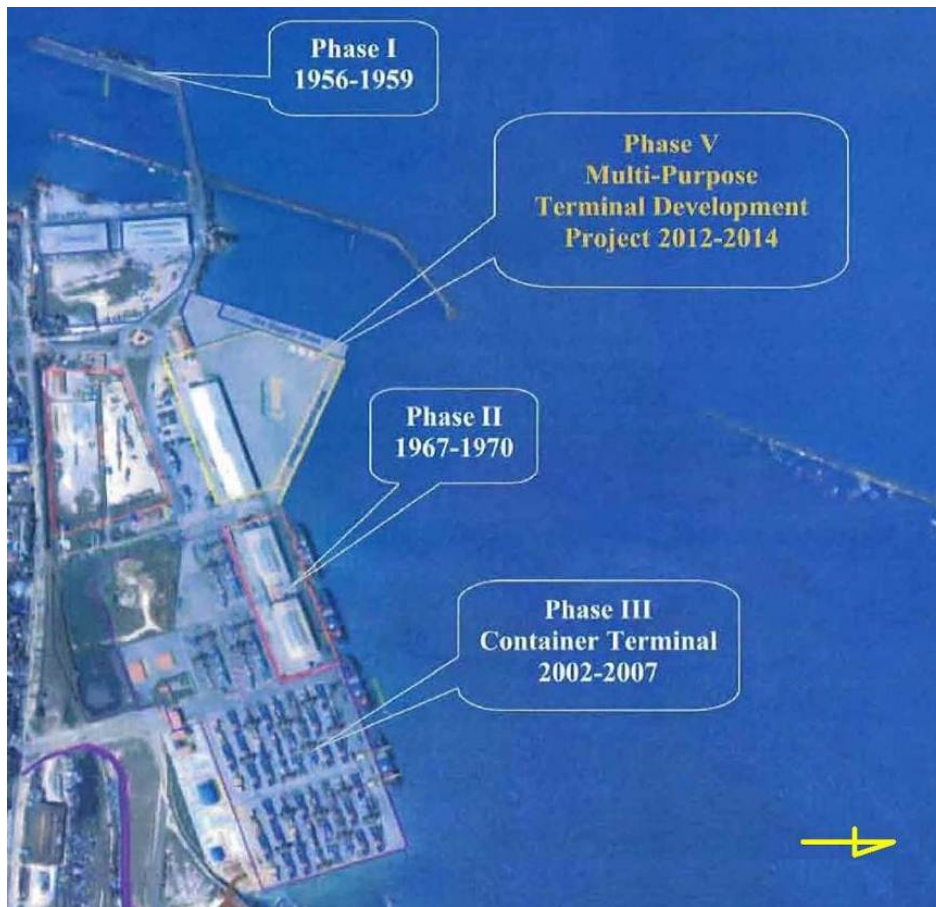 Phase I
1956-1959
Phase V
Multi-Purpose
Terminal Development
Project 2012-2014
Phase II
1967-1970
Phase III
Container Terminal
2002-2007